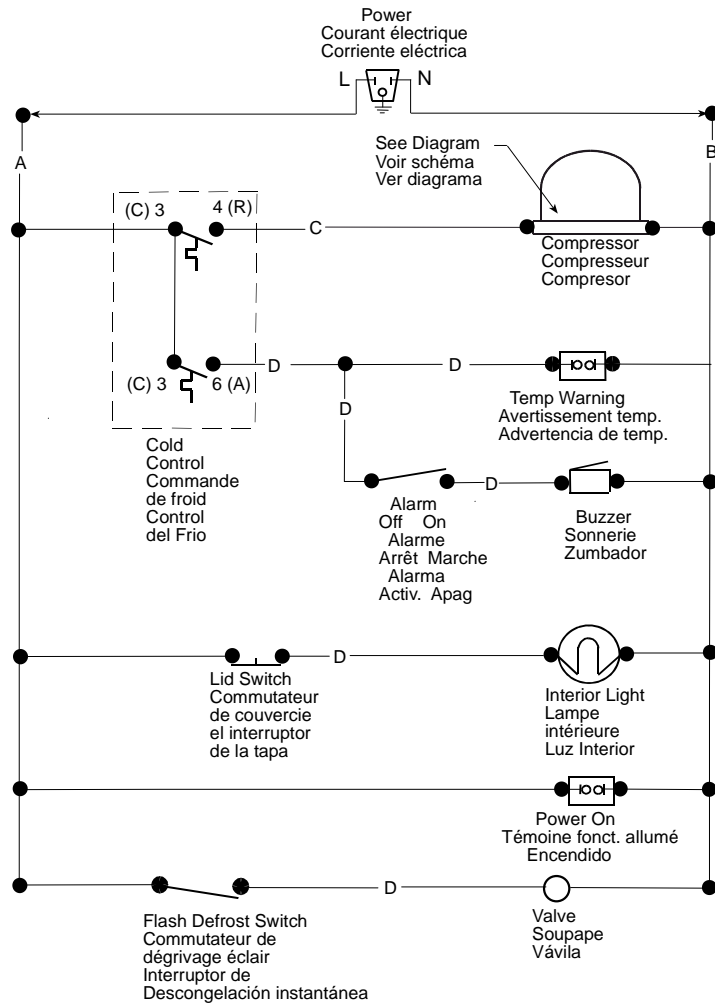 Power
Courant électrique
Corriente eléctrica
L N
A
B
See Diagram
Voir schéma
Ver diagrama
(C) 3 4 (R)
C
Compressor
Compresseur
Compresor
(C) 3 6 (A)
D
D
D
Temp Warning
Avertissement temp.
Advertencia de temp.
Cold
Control
Commande
de froid
Control
del Frio
D
Alarm
Off On
Alarme
Arrêt Marche
Alarma
Activ. Apag
Buzzer
Sonnerie
Zumbador
D
Lid Switch
Commutateur
de couvercie
el interruptor
de la tapa
Interior Light
Lampe
intérieure
Luz Interior
Power On
Témoine fonct. allumé
Encendido
D
Flash Defrost Switch
Commutateur de
dégrivage éclair
Interruptor de
Descongelación instantánea
Valve
Soupape
Vávila